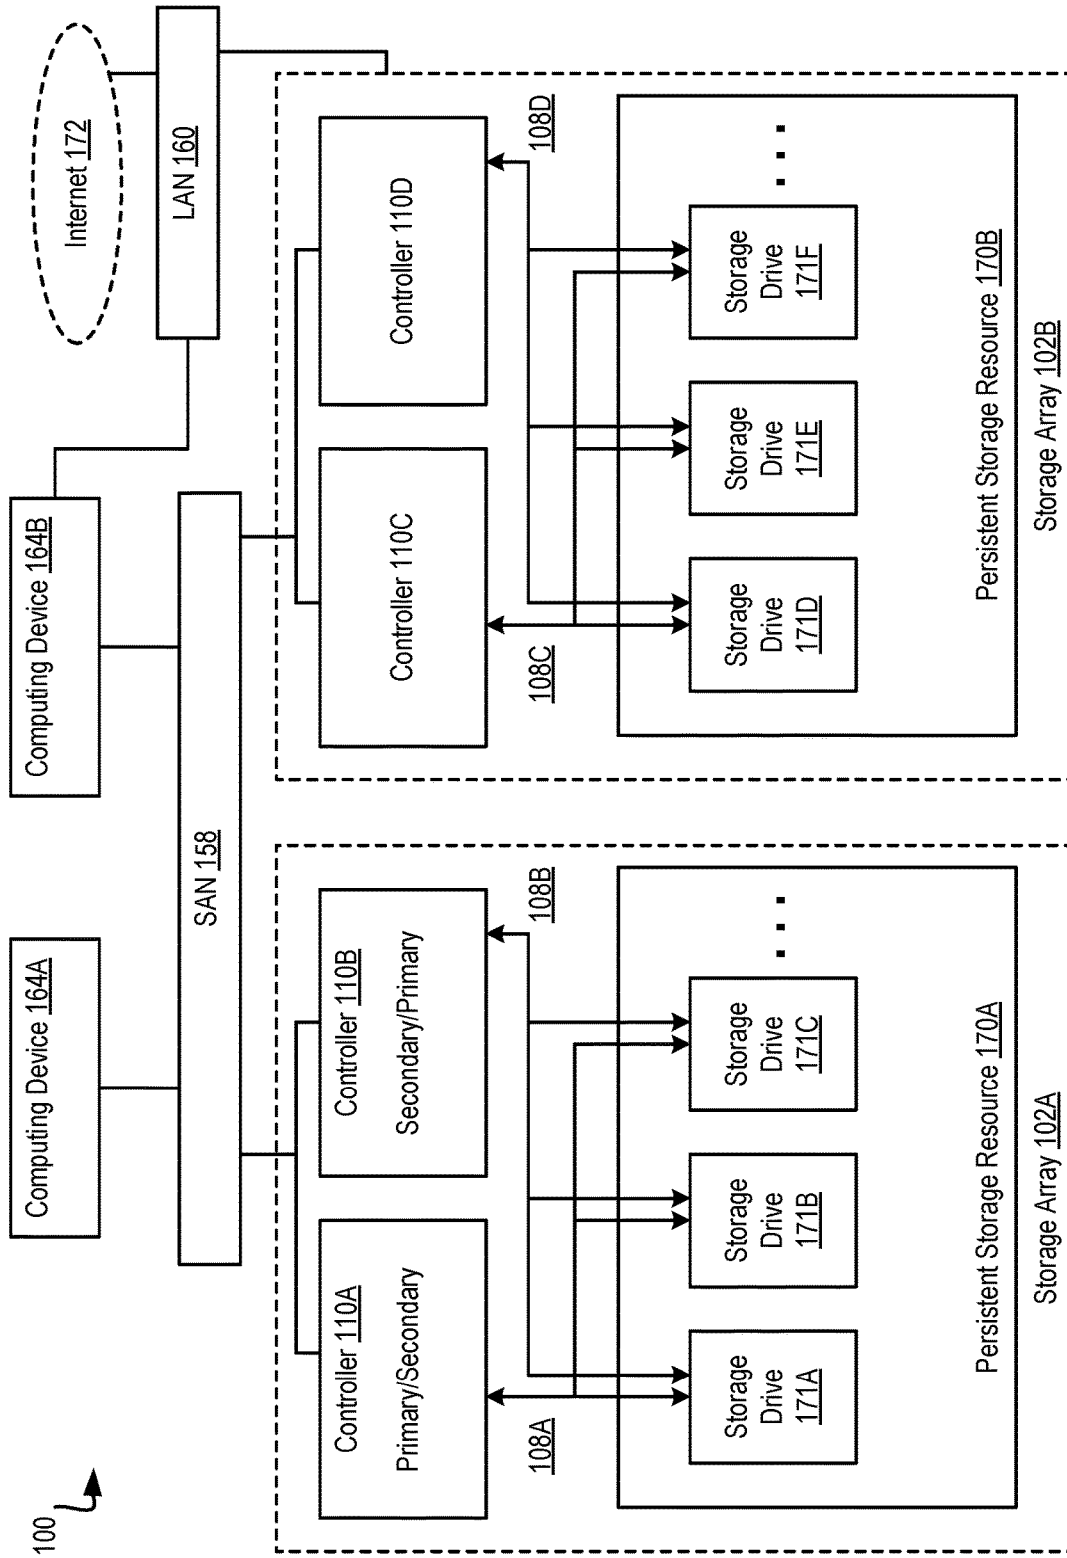 100
Computing Device 164A
Computing Device 164B
Internet 172
SAN 158
LAN 160
Controller 110A
Primary/Secondary
Controller 110B
Secondary/Primary
Controller 110C
Controller 110D
108A
108B
108C
108D
Storage
Drive
171A
Storage
Drive
171B
Storage
Drive
171C
...
Storage
Drive
171D
Storage
Drive
171E
Storage
Drive
171F
...
Persistent Storage Resource 170A
Persistent Storage Resource 170B
Storage Array 102A
Storage Array 102B